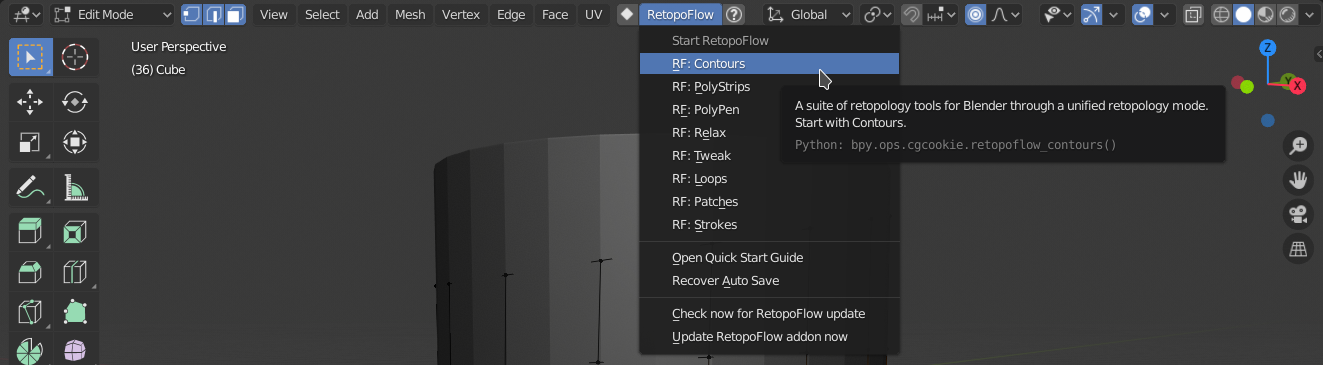 Edit Mode View Select Add Mesh Vertex Edge Face UV RetopoFlow ? Global
User Perspective
(36) Cube
Start RetopoFlow
RF: Contours
RF: PolyStrips
RF: PolyPen
RF: Relax
RF: Tweak
RF: Loops
RF: Patches
RF: Strokes
Open Quick Start Guide
Recover Auto Save
Check now for RetopoFlow update
Update RetopoFlow addon now
A suite of retopology tools for Blender through a unified retopology mode.
Start with Contours.
Python: bpy.ops.cgcookie.retopoflow_contours()
Z
Y
X